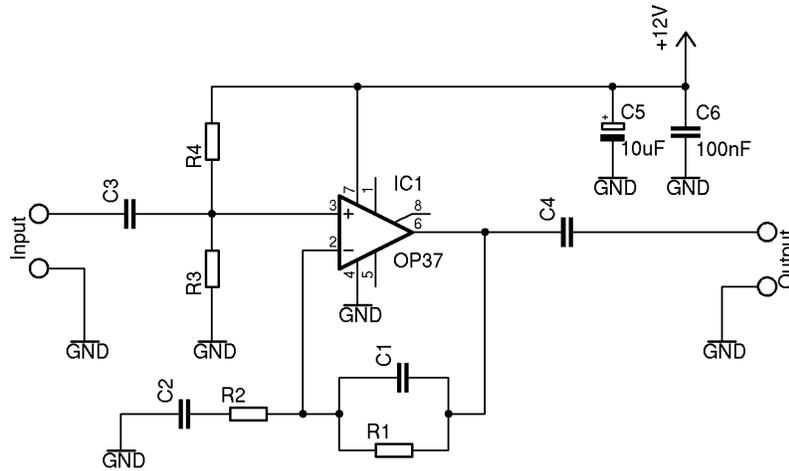 +12V
C5
10uF
GND
C6
100nF
GND
R4
C3
Input
GND
R3
GND
3
7
1
IC1
8
6
2
OP37
4
5
GND
C4
Output
GND
C1
C2
R2
R1
GND
+
+
−